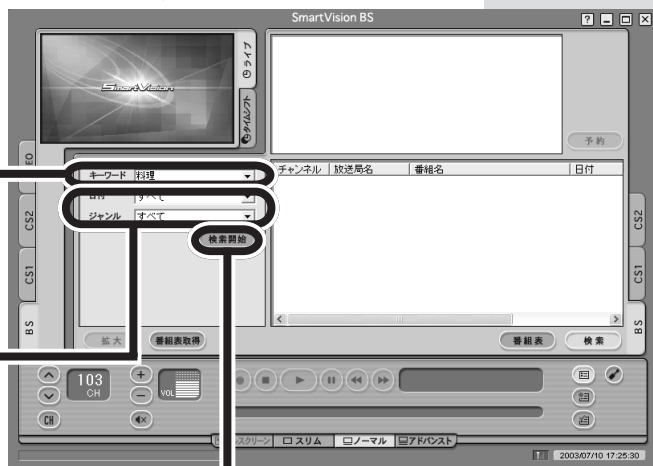 SmartVision BS
SmartVision
ライブ
タイムシフト
予約
キーワード 料理
日付 すべて
ジャンル すべて
検索開始
チャンネル 放送局名 番組名 日付
EO
CS2
CS1
BS
CS2
CS1
BS
拡大 番組表取得
番組表 検索
103
CH
VOL
CH
スクリーン スリム ノーマル アドバンスト
2003/07/10 17:25:30